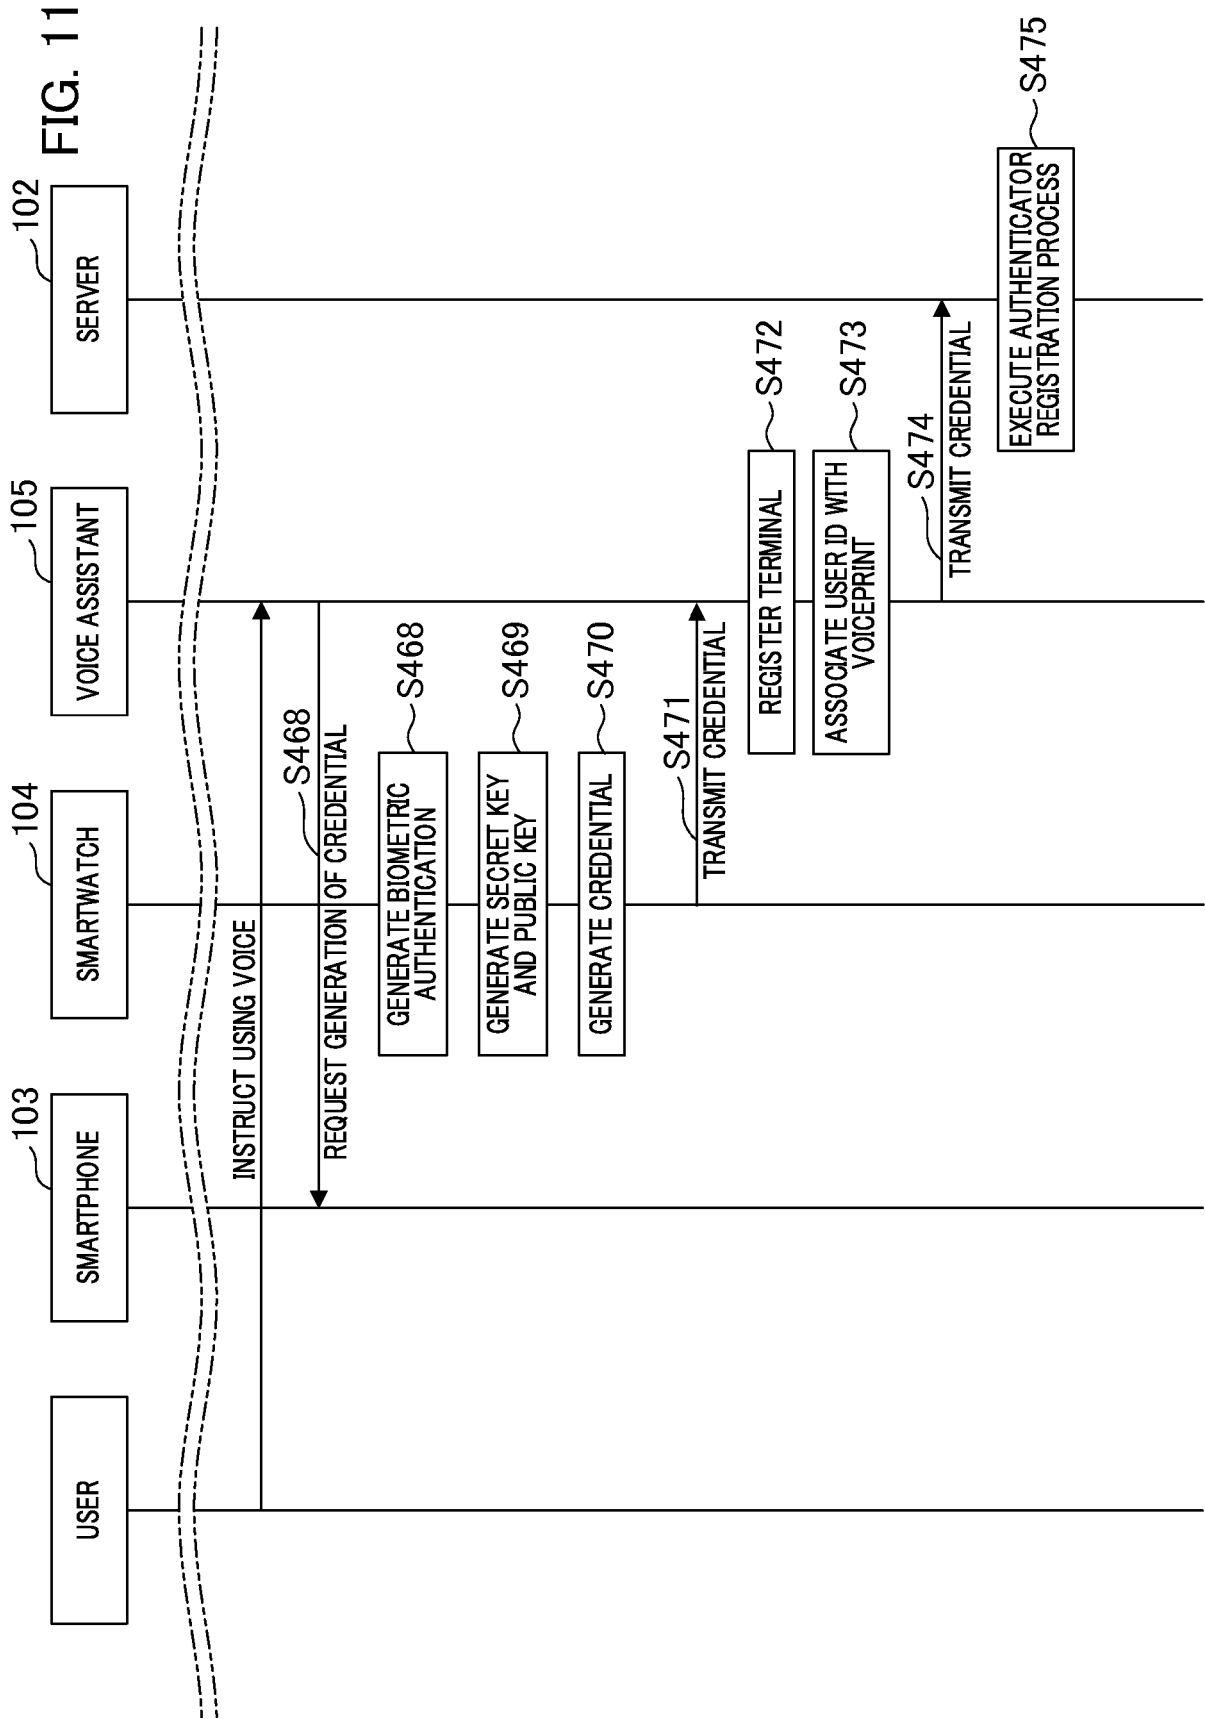 FIG. 11
USER
SMARTPHONE
103
SMARTWATCH
104
VOICE ASSISTANT
105
SERVER
102
INSTRUCT USING VOICE
S468
REQUEST GENERATION OF CREDENTIAL
GENERATE BIOMETRIC
AUTHENTICATION
S468
GENERATE SECRET KEY
AND PUBLIC KEY
S469
GENERATE CREDENTIAL
S470
S471
TRANSMIT CREDENTIAL
REGISTER TERMINAL
S472
ASSOCIATE USER ID WITH
VOICEPRINT
S473
S474
TRANSMIT CREDENTIAL
EXECUTE AUTHENTICATOR
REGISTRATION PROCESS
S475